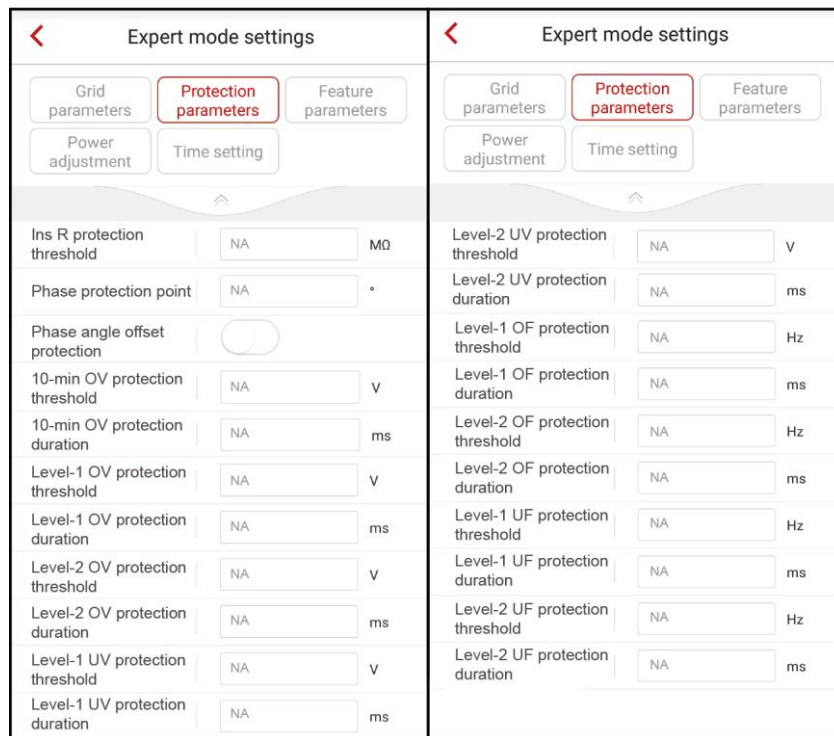 Expert mode settings
Grid
parameters
Protection
parameters
Feature
parameters
Power
adjustment
Time setting
Ins R protection
threshold
NA
MΩ
Phase protection point
NA
°
Phase angle offset
protection
10-min OV protection
threshold
NA
V
10-min OV protection
duration
NA
ms
Level-1 OV protection
threshold
NA
V
Level-1 OV protection
duration
NA
ms
Level-2 OV protection
threshold
NA
V
Level-2 OV protection
duration
NA
ms
Level-1 UV protection
threshold
NA
V
Level-1 UV protection
duration
NA
ms
Expert mode settings
Grid
parameters
Protection
parameters
Feature
parameters
Power
adjustment
Time setting
Level-2 UV protection
threshold
NA
V
Level-2 UV protection
duration
NA
ms
Level-1 OF protection
threshold
NA
Hz
Level-1 OF protection
duration
NA
ms
Level-2 OF protection
threshold
NA
Hz
Level-2 OF protection
duration
NA
ms
Level-1 UF protection
threshold
NA
Hz
Level-1 UF protection
duration
NA
ms
Level-2 UF protection
threshold
NA
Hz
Level-2 UF protection
duration
NA
ms